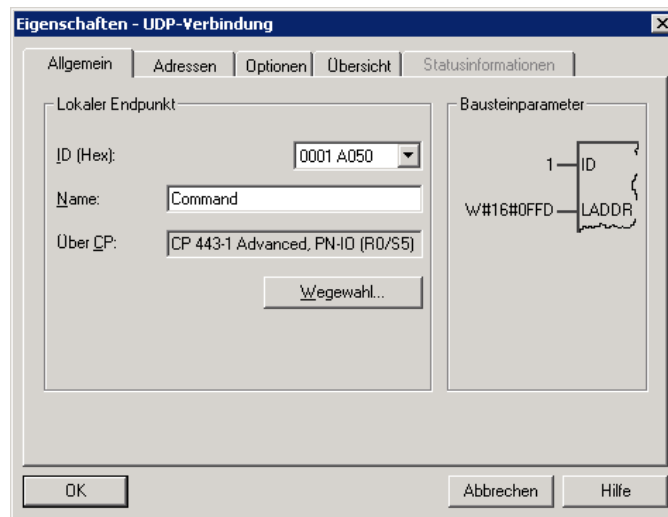 Eigenschaften - UDP-Verbindung
Allgemein
Adressen
Optionen
Übersicht
Statusinformationen
Lokaler Endpunkt
ID (Hex):
0001 A050
Name:
Command
Über CP:
CP 443-1 Advanced, PN-IO (R0/S5)
Wegewahl...
Bausteinparameter
1
ID
W#16#0FFD
LADDR
OK
Abbrechen
Hilfe